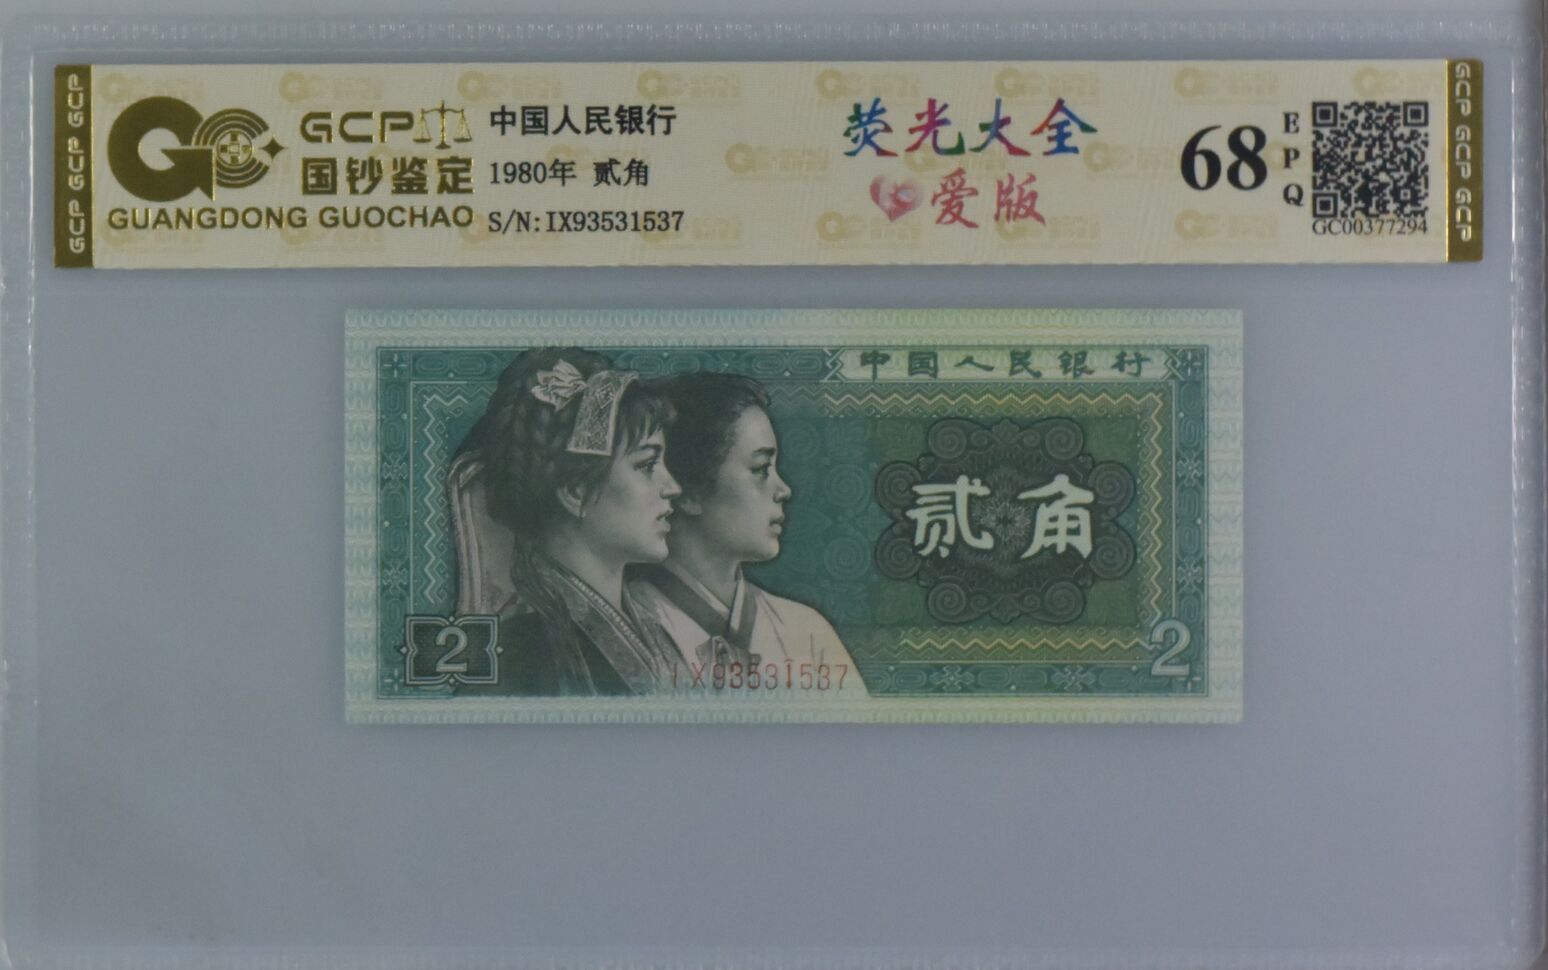 GCP GCP GCP
GCP
国钞鉴定
GUANGDONG GUOCHAO
中国人民银行
1980年 贰角
S/N:IX93531537
荧光大全
爱版
68
EPQ
GC00377294
GCP GCP GCP
中国人民银行
贰角
2
2
IX93531537